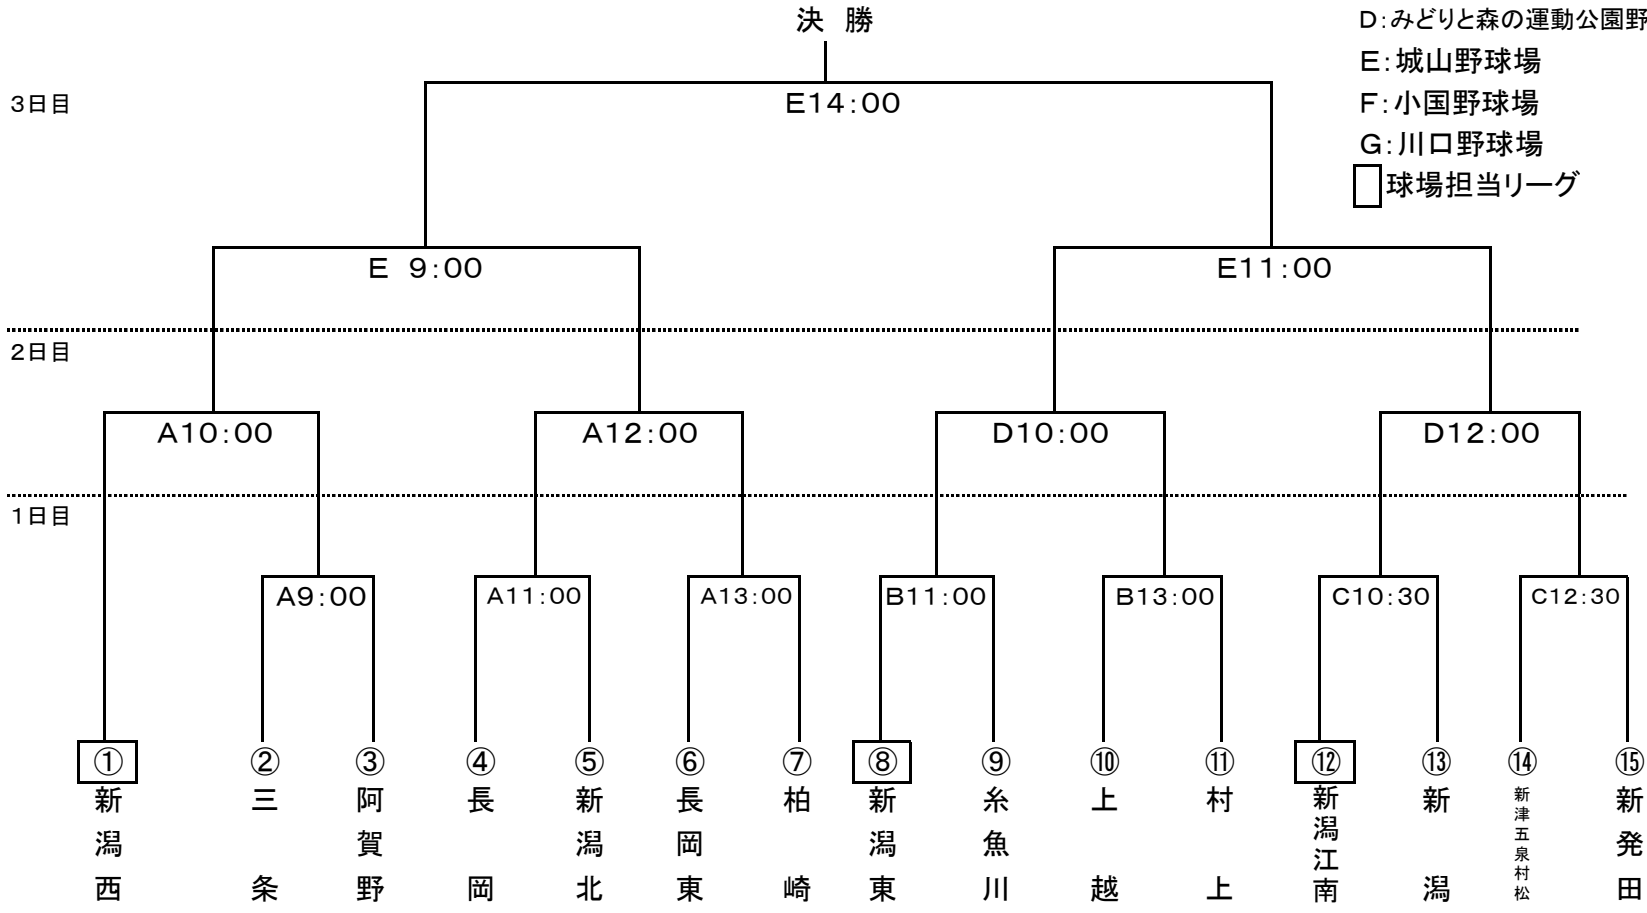 決 勝
D:みどりと森の運動公園野
E:城山野球場
F:小国野球場
G:川口野球場
球場担当リーグ
3日目
E14:00
E 9:00
E11:00
2日目
A10:00
A12:00
D10:00
D12:00
1日目
A9:00
A11:00
A13:00
B11:00
B13:00
C10:30
C12:30
①
新潟西
②
三条
③
阿賀野
④
長岡
⑤
新潟北
⑥
長岡東
⑦
柏崎
⑧
新潟東
⑨
糸魚川
⑩
上越
⑪
村上
⑫
新潟江南
⑬
新潟
⑭
新津五泉村松
⑮
新発田